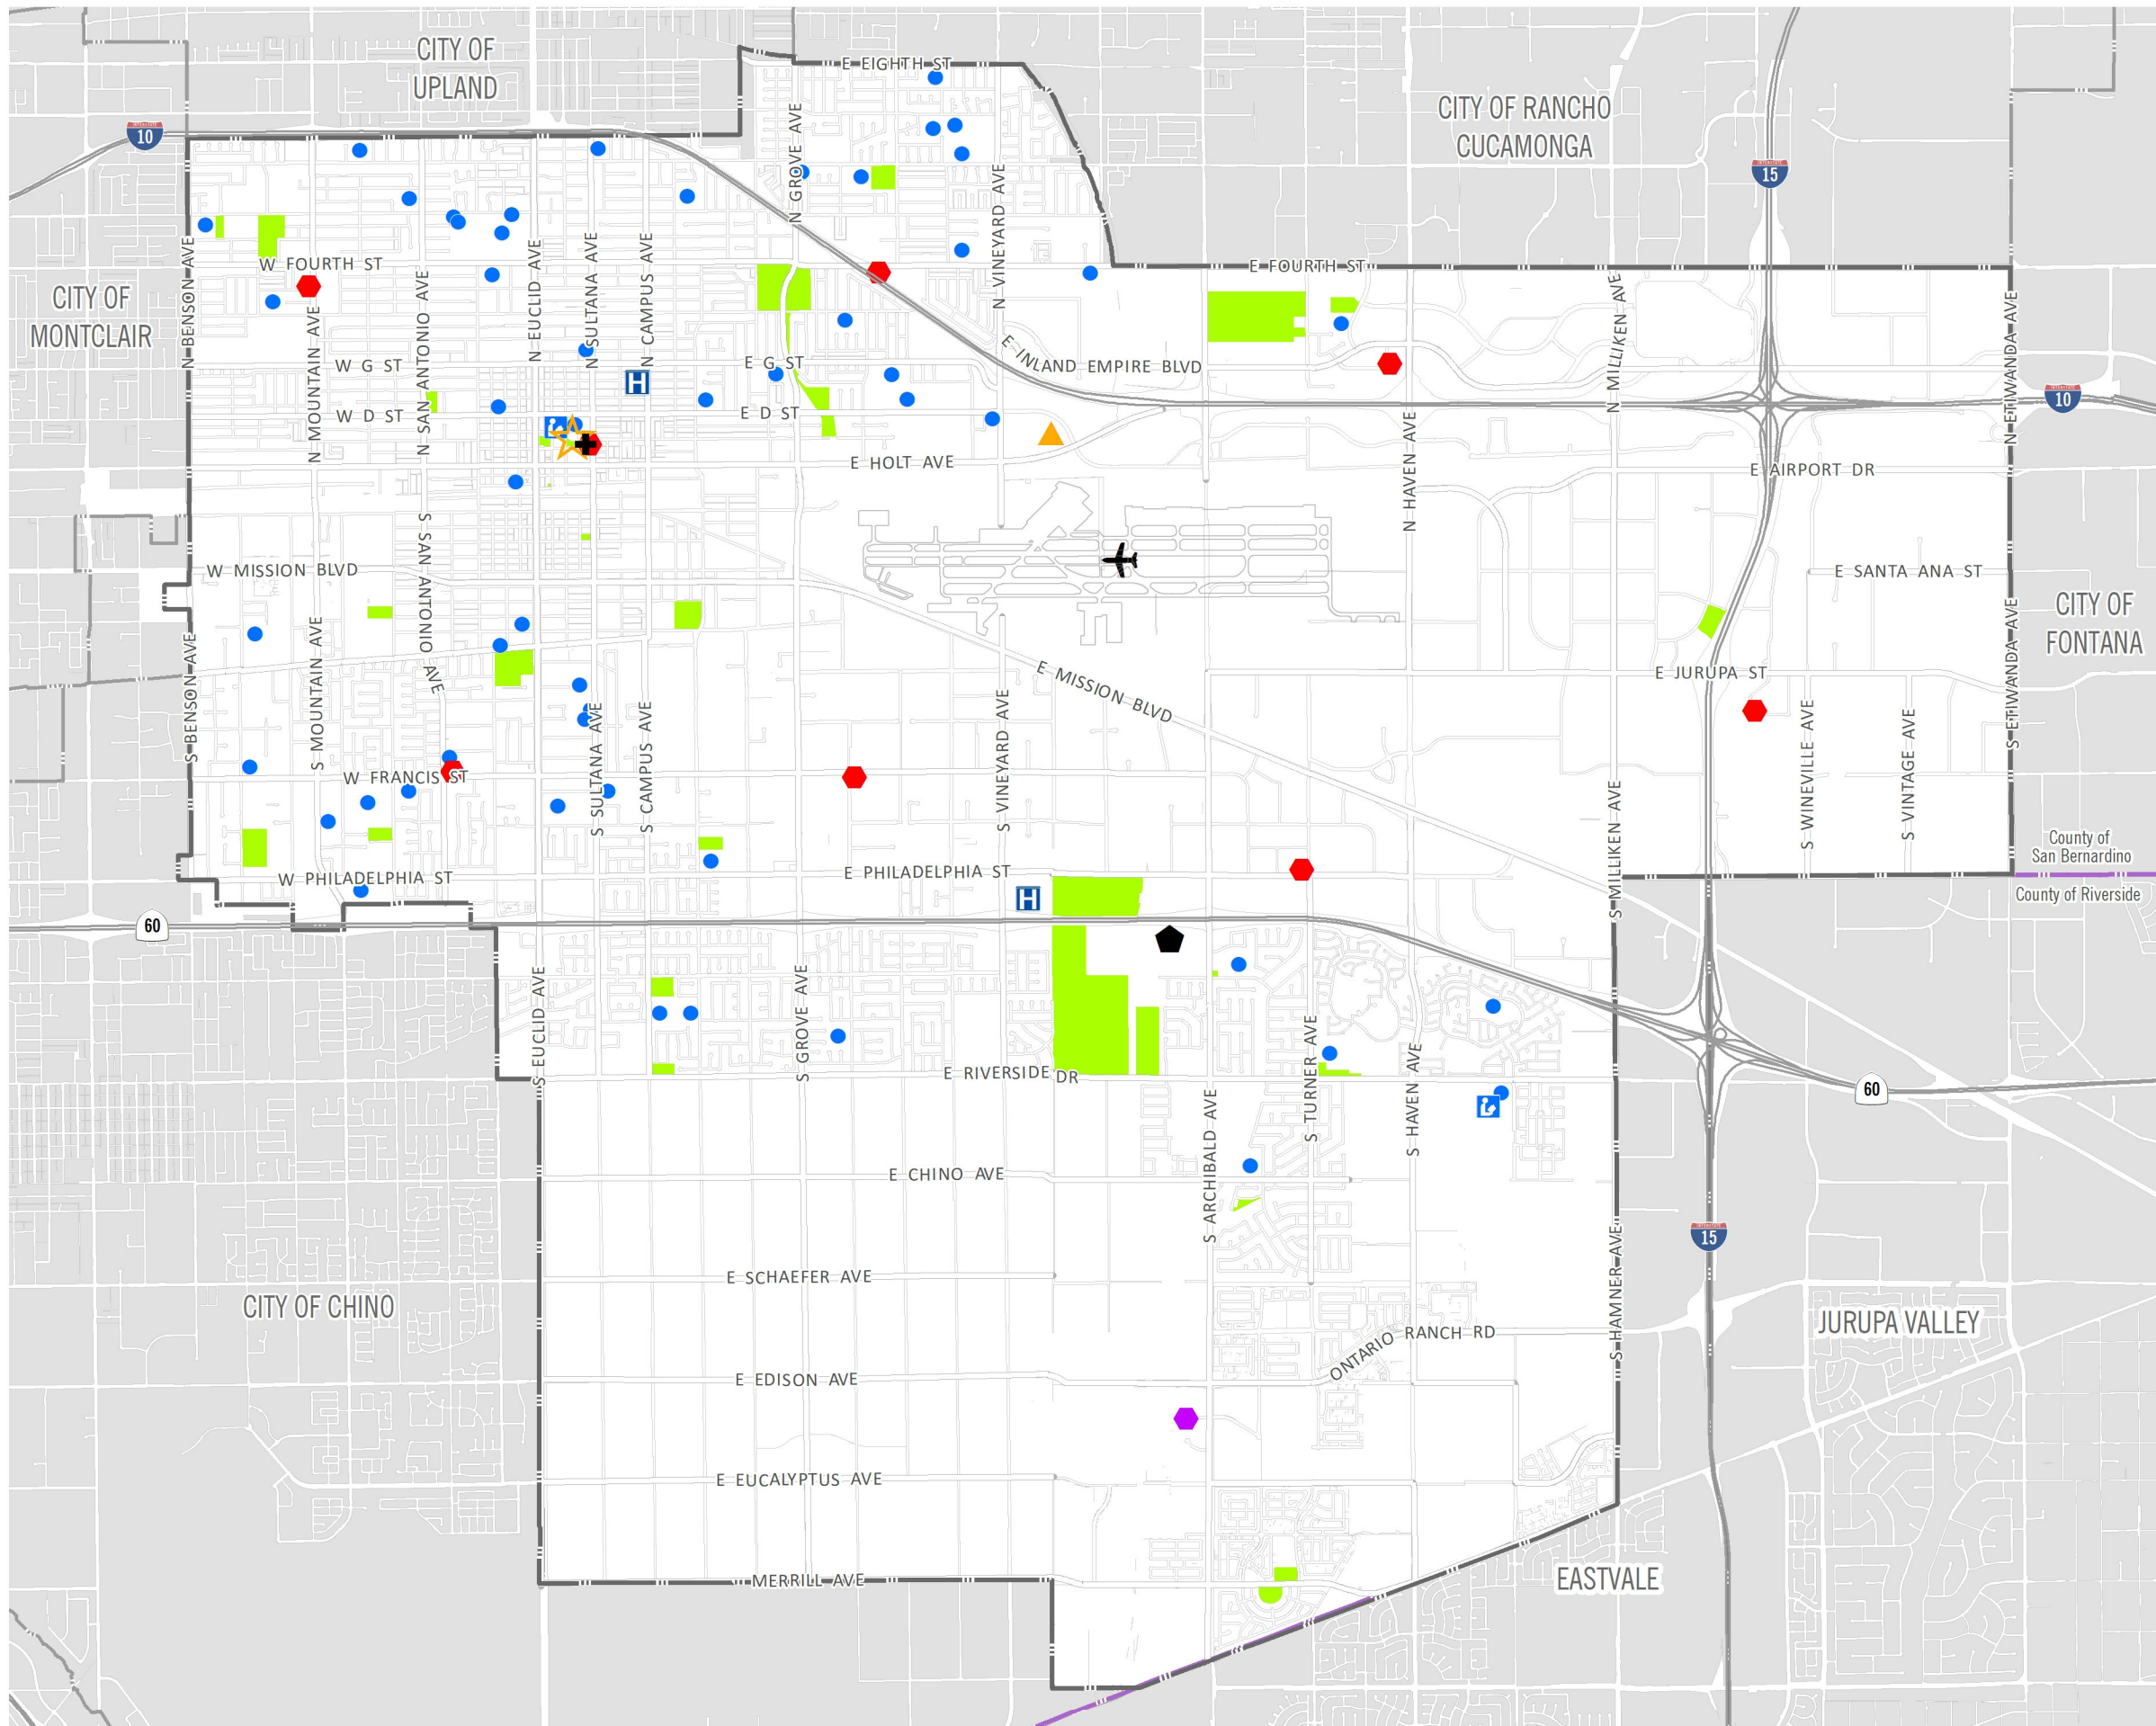 CITY OF
UPLAND
E EIGHTH ST
CITY OF RANCHO
CUCAMONGA
INTERSTATE
10
N GROVE AVE
INTERSTATE
15
N VINEYARD AVE
N BENSON AVE
W FOURTH ST
N SAN ANTONIO AVE
N EUCLID AVE
N SULTANA AVE
N CAMPUS AVE
E FOURTH ST
CITY OF
MONTCLAIR
N MOUNTAIN AVE
N MILLIKEN AVE
N ETIWANDA AVE
W G ST
E G ST
E INLAND EMPIRE BLVD
H
INTERSTATE
10
W D ST
E D ST
N HAVEN AVE
E HOLT AVE
E AIRPORT DR
W MISSION BLVD
S SAN ANTONIO AVE
E SANTA ANA ST
CITY OF
FONTANA
S BENSON AVE
S MOUNTAIN AVE
E MISSION BLVD
E JURUPA ST
S ETIWANDA AVE
S SULTANA AVE
S CAMPUS AVE
S VINEYARD AVE
S WINEVILLE AVE
S VINTAGE AVE
W FRANCIS ST
S MILLIKEN AVE
County of
San Bernardino
W PHILADELPHIA ST
E PHILADELPHIA ST
H
County of Riverside
60
S EUCLID AVE
S GROVE AVE
S TURNER AVE
S HAVEN AVE
E RIVERSIDE DR
60
S ARCHIBALD AVE
E CHINO AVE
INTERSTATE
15
S HAMNER AVE
E SCHAEFER AVE
CITY OF CHINO
JURUPA VALLEY
ONTARIO RANCH RD
E EDISON AVE
E EUCALYPTUS AVE
MERRILL AVE
EASTVALE